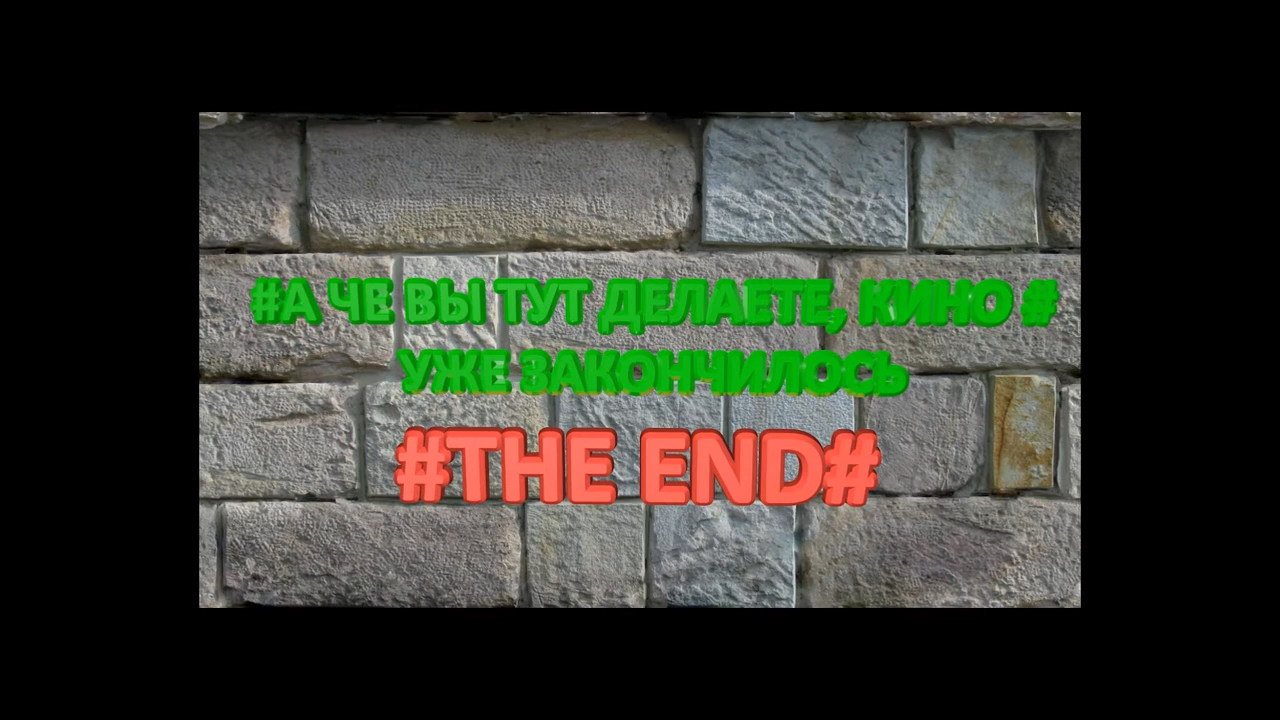 #А ЧЕ ВЫ ТУТ ДЕЛАЕТЕ, КИНО #
УЖЕ ЗАКОНЧИЛОСЬ
#THE END#